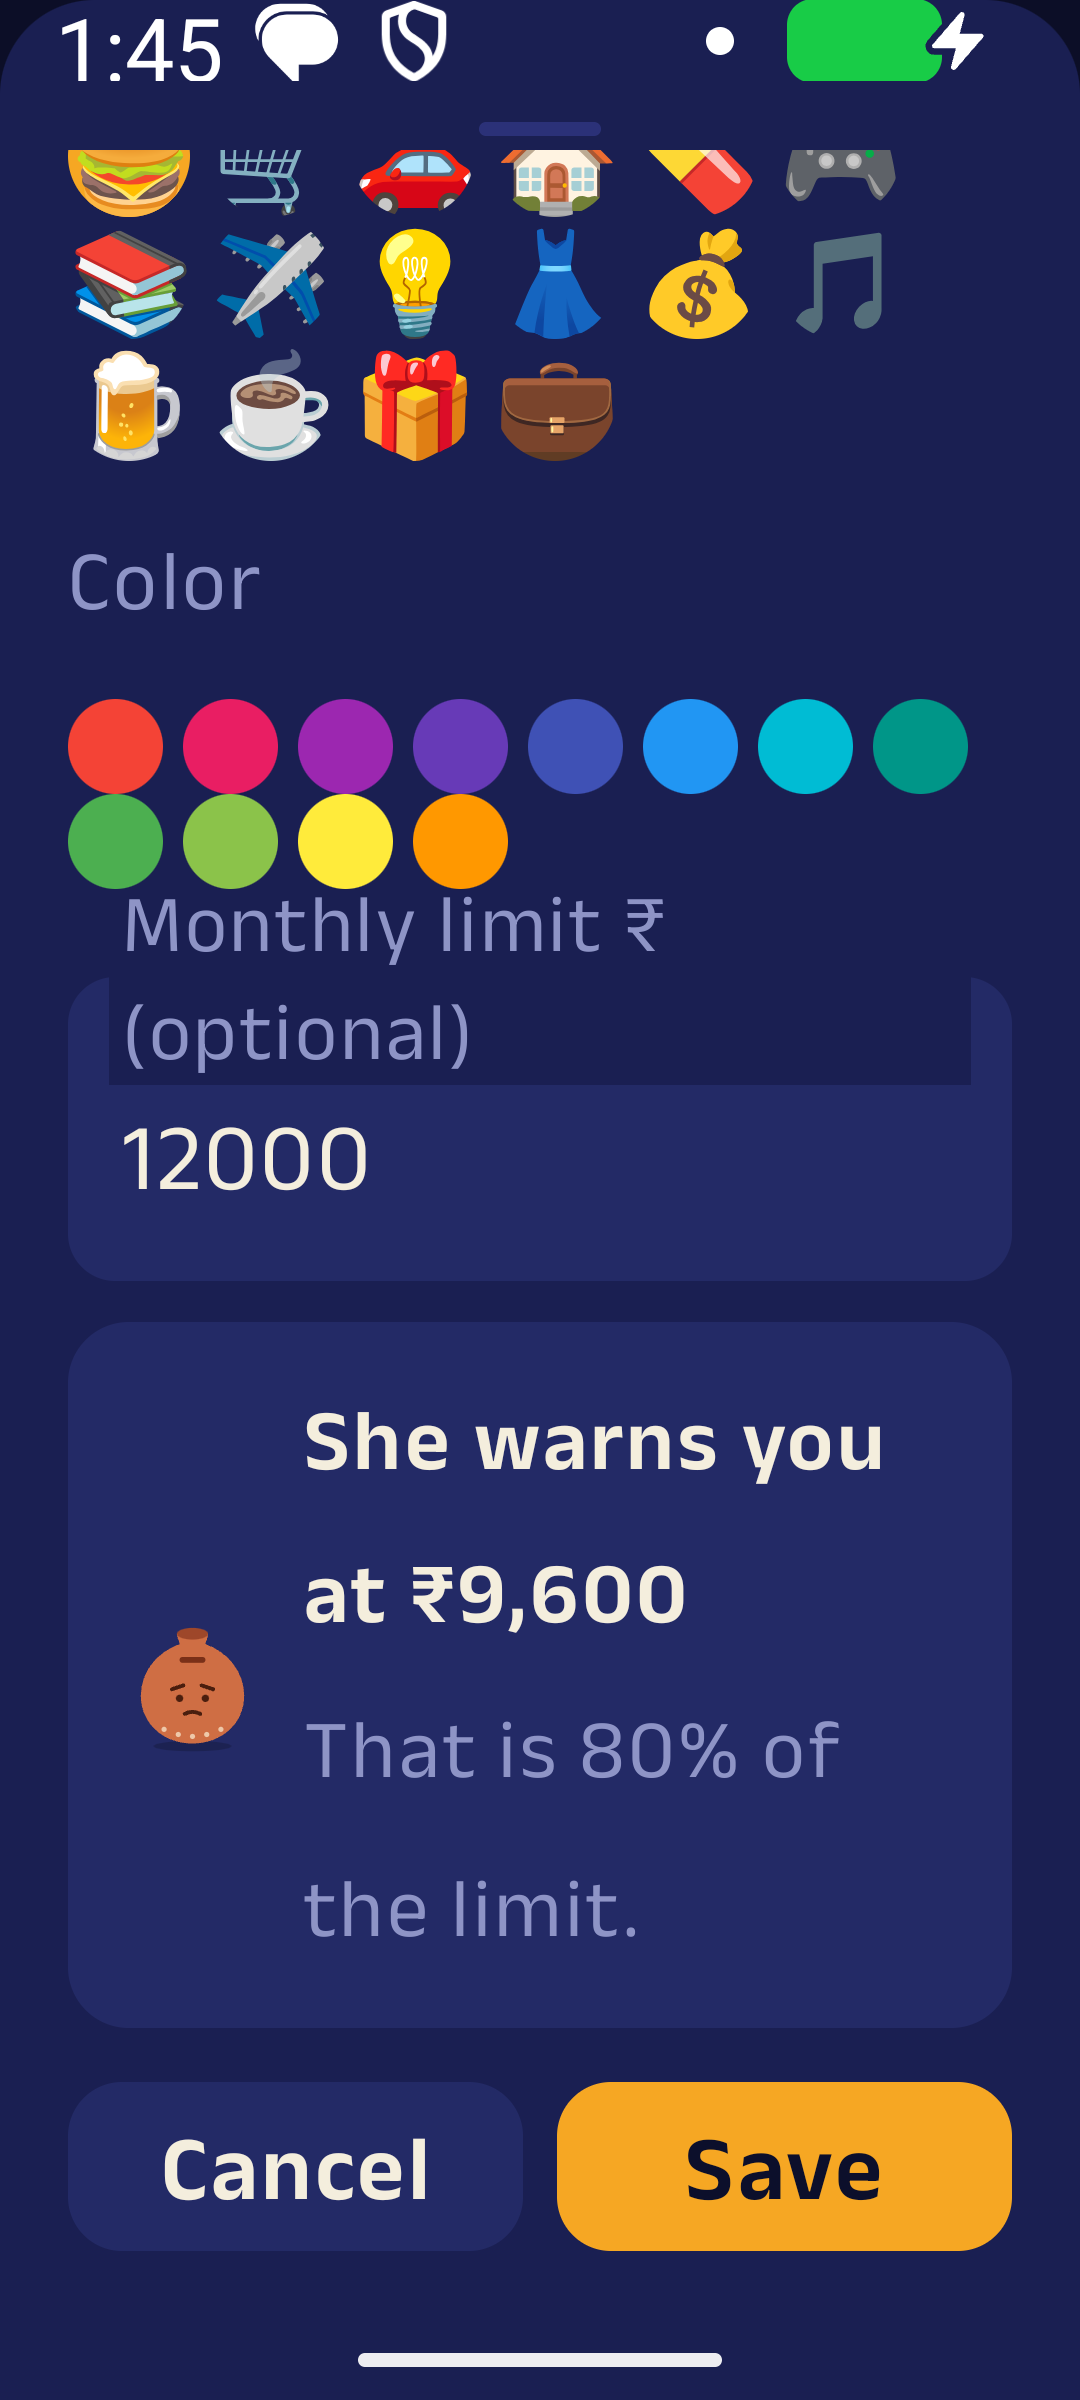 1:45
Color
Monthly limit ₹
(optional)
12000
She warns you
at ₹9,600
That is 80% of
the limit.
Cancel
Save